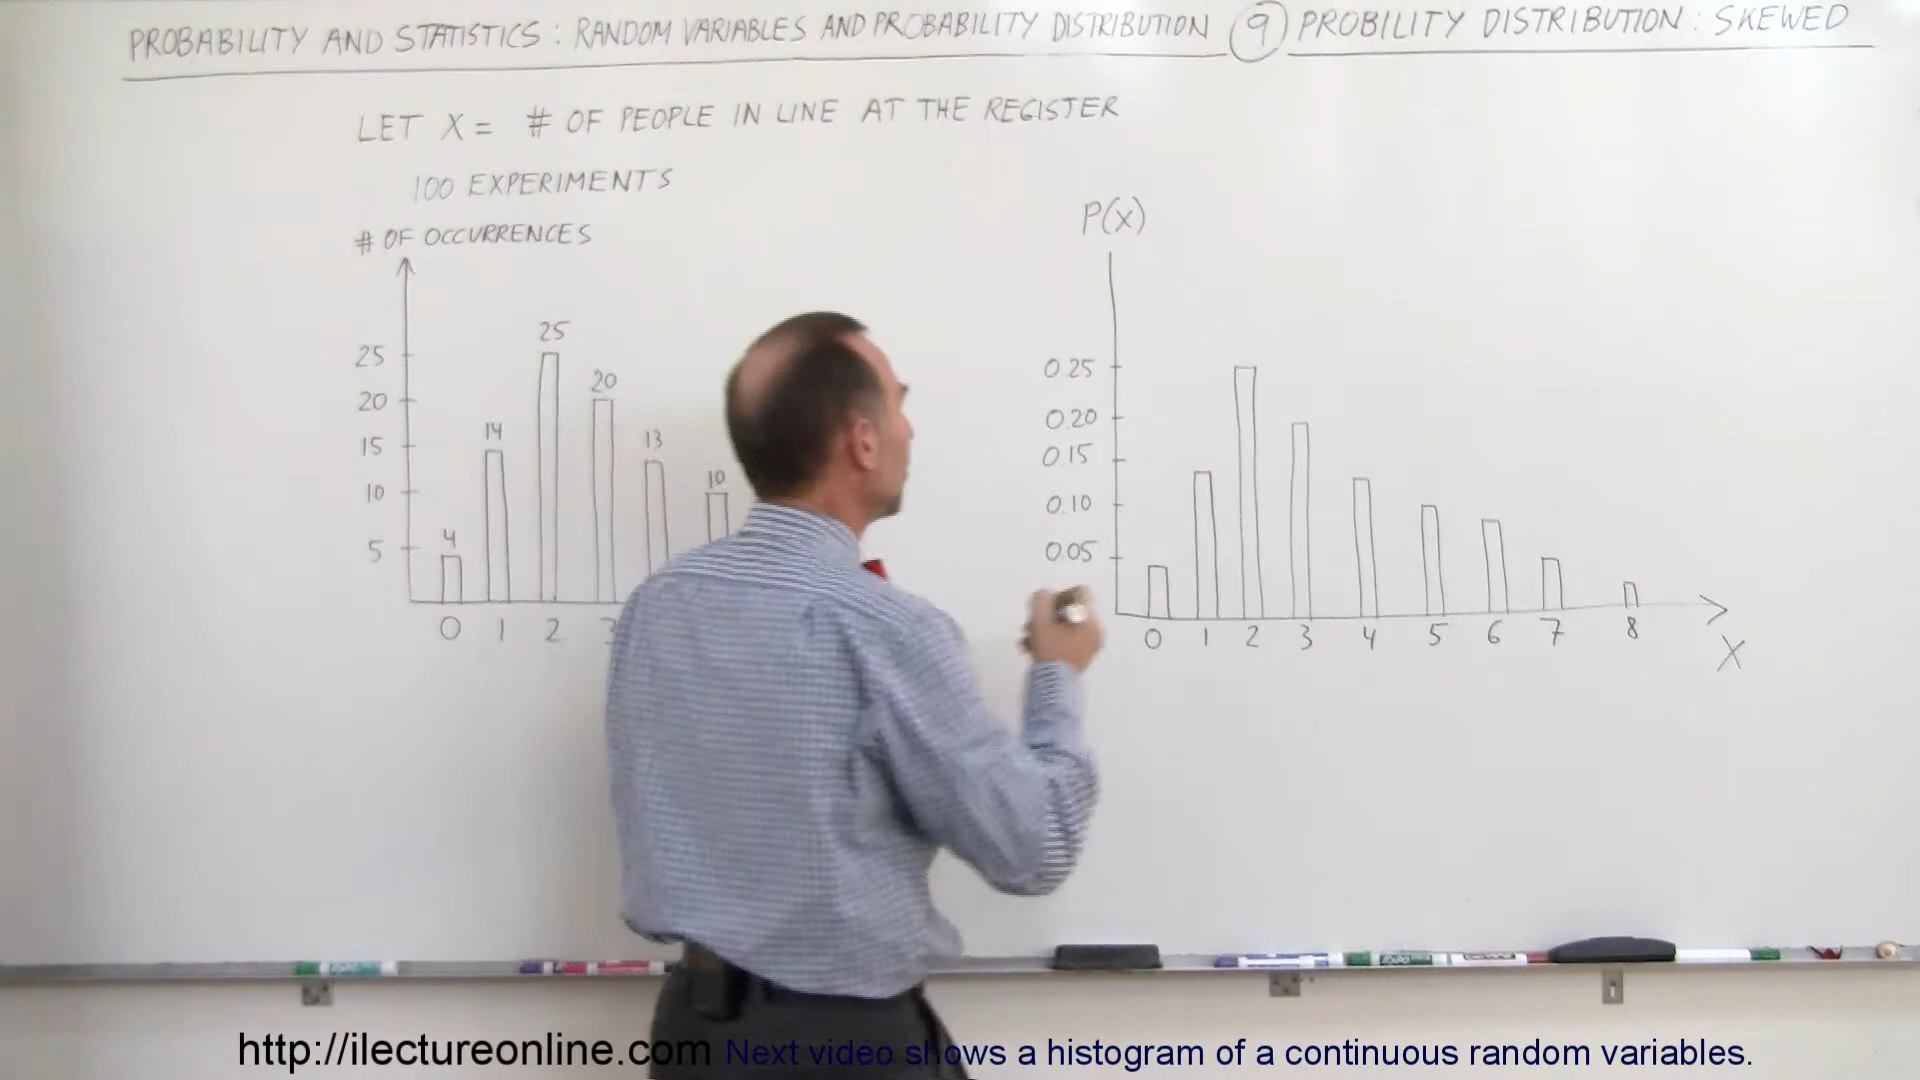 PROBABILITY AND STATISTICS: RANDOM VARIABLES AND PROBABILITY DISTRIBUTION 9 PROBILITY DISTRIBUTION: SKEWED
LET X = # OF PEOPLE IN LINE AT THE REGISTER
100 EXPERIMENTS
# OF OCCURRENCES
25
20
15
10
5
4
14
25
20
13
10
0 1 2 3
P(X)
0.25
0.20
0.15
0.10
0.05
0 1 2 3 4 5 6 7 8
X
http://ilectureonline.com Next video shows a histogram of a continuous random variables.